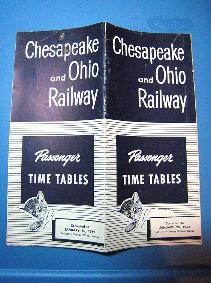 Chesapeake
and Ohio
Railway
Passenger
TIME TABLES
Chesapeake
and Ohio
Railway
Passenger
TIME TABLES